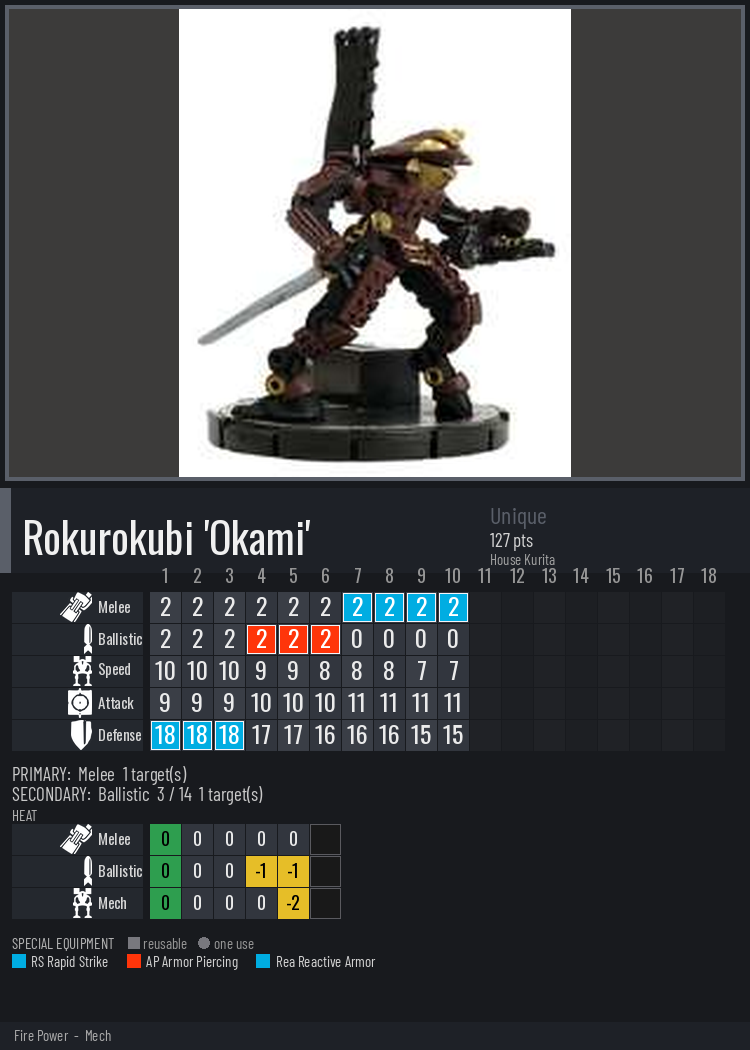 Rokurokubi 'Okami'
Unique
127 pts
House Kurita
1 2 3 4 5 6 7 8 9 10 11 12 13 14 15 16 17 18
Melee 2 2 2 2 2 2 2 2 2 2
Ballistic 2 2 2 2 2 2 0 0 0 0
Speed 10 10 10 9 9 8 8 8 7 7
Attack 9 9 9 10 10 10 11 11 11 11
Defense 18 18 18 17 17 16 16 16 15 15
PRIMARY: Melee 1 target(s)
SECONDARY: Ballistic 3 / 14 1 target(s)
HEAT
Melee 0 0 0 0 0
Ballistic 0 0 0 -1 -1
Mech 0 0 0 0 -2
SPECIAL EQUIPMENT reusable one use
RS Rapid Strike AP Armor Piercing Rea Reactive Armor
Fire Power - Mech